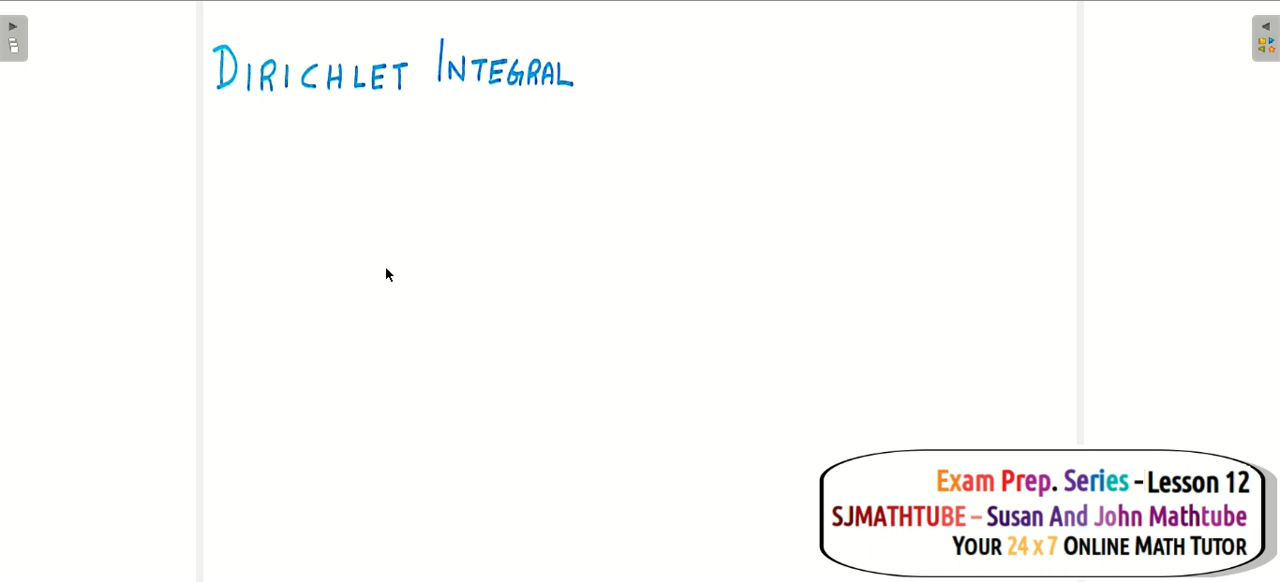 DIRICHLET INTEGRAL
Exam Prep. Series - Lesson 12
SJMATHTUBE – Susan And John Mathtube
YOUR 24 x 7 ONLINE MATH TUTOR